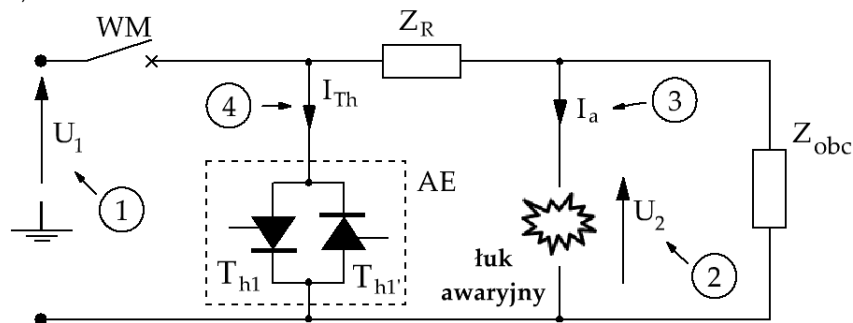 WM
Z_R
4
I_Th
I_a
3
U_1
Z_obc
AE
1
U_2
T_h1
T_h1'
łuk
awaryjny
2